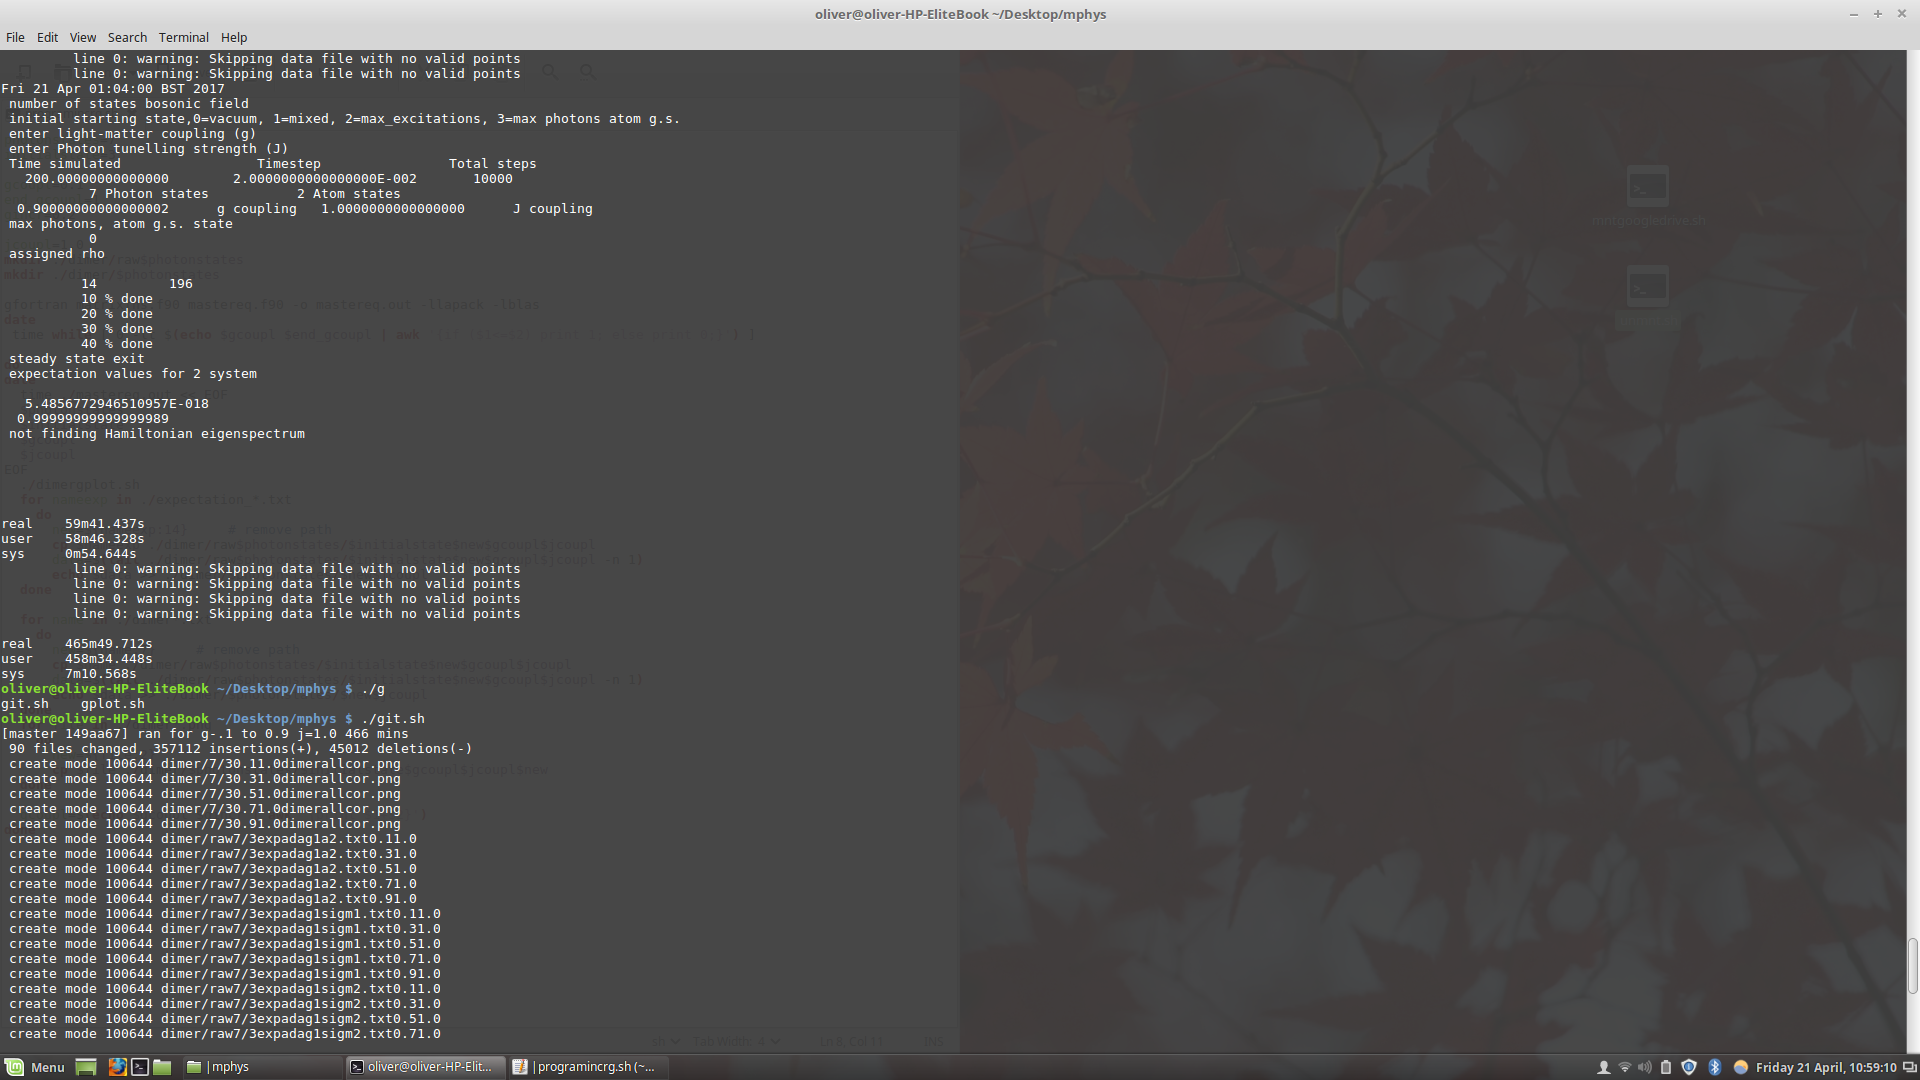 oliver@oliver-HP-EliteBook ~/Desktop/mphys
File Edit View Search Terminal Help
line 0: warning: Skipping data file with no valid points
line 0: warning: Skipping data file with no valid points
Fri 21 Apr 01:04:00 BST 2017
number of states bosonic field
initial starting state,0=vacuum, 1=mixed, 2=max_excitations, 3=max photons atom g.s.
enter light-matter coupling (g)
enter Photon tunelling strength (J)
Time simulated Timestep Total steps
200.00000000000000 2.0000000000000000E-002 10000
7 Photon states 2 Atom states
0.90000000000000002 g coupling 1.0000000000000000 J coupling
max photons, atom g.s. state
0
assigned rho
14 196
10 % done
20 % done
30 % done
40 % done
steady state exit
expectation values for 2 system
5.4856772946510957E-018
0.99999999999999989
not finding Hamiltonian eigenspectrum
real 59m41.437s
user 58m46.328s
sys 0m54.644s
line 0: warning: Skipping data file with no valid points
line 0: warning: Skipping data file with no valid points
line 0: warning: Skipping data file with no valid points
line 0: warning: Skipping data file with no valid points
real 465m49.712s
user 458m34.448s
sys 7m10.568s
oliver@oliver-HP-EliteBook ~/Desktop/mphys $ ./g
git.sh gplot.sh
oliver@oliver-HP-EliteBook ~/Desktop/mphys $ ./git.sh
[master 149aa67] ran for g-.1 to 0.9 j=1.0 466 mins
90 files changed, 357112 insertions(+), 45012 deletions(-)
create mode 100644 dimer/7/30.11.0dimerallcor.png
create mode 100644 dimer/7/30.31.0dimerallcor.png
create mode 100644 dimer/7/30.51.0dimerallcor.png
create mode 100644 dimer/7/30.71.0dimerallcor.png
create mode 100644 dimer/7/30.91.0dimerallcor.png
create mode 100644 dimer/raw7/3expadag1a2.txt0.11.0
create mode 100644 dimer/raw7/3expadag1a2.txt0.31.0
create mode 100644 dimer/raw7/3expadag1a2.txt0.51.0
create mode 100644 dimer/raw7/3expadag1a2.txt0.71.0
create mode 100644 dimer/raw7/3expadag1a2.txt0.91.0
create mode 100644 dimer/raw7/3expadag1sigm1.txt0.11.0
create mode 100644 dimer/raw7/3expadag1sigm1.txt0.31.0
create mode 100644 dimer/raw7/3expadag1sigm1.txt0.51.0
create mode 100644 dimer/raw7/3expadag1sigm1.txt0.71.0
create mode 100644 dimer/raw7/3expadag1sigm1.txt0.91.0
create mode 100644 dimer/raw7/3expadag1sigm2.txt0.11.0
create mode 100644 dimer/raw7/3expadag1sigm2.txt0.31.0
create mode 100644 dimer/raw7/3expadag1sigm2.txt0.51.0
create mode 100644 dimer/raw7/3expadag1sigm2.txt0.71.0
Menu mphys oliver@oliver-HP-Elit... programincrg.sh (~... Friday 21 April, 10:59:10